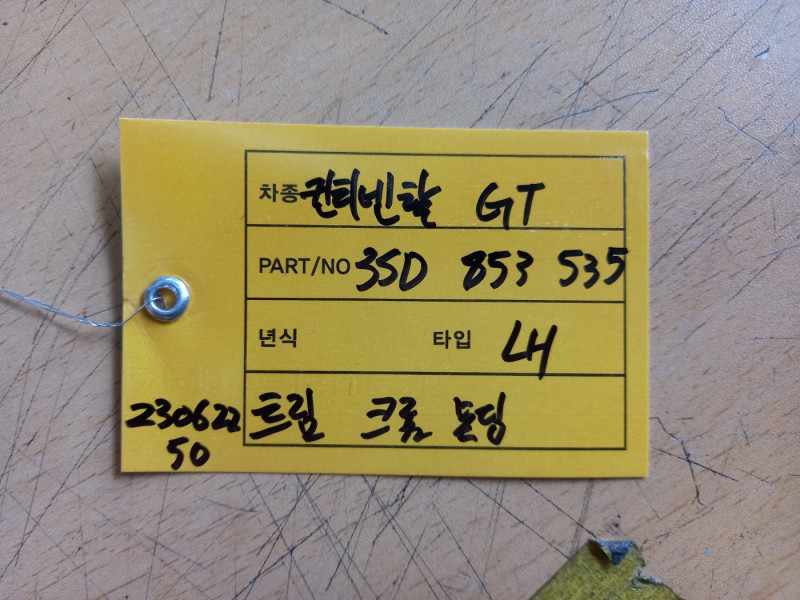 차종 컨티넨탈 GT
PART/NO 3SD 853 535
년식 타입 LH
트림 크롬 몰딩
230622
50